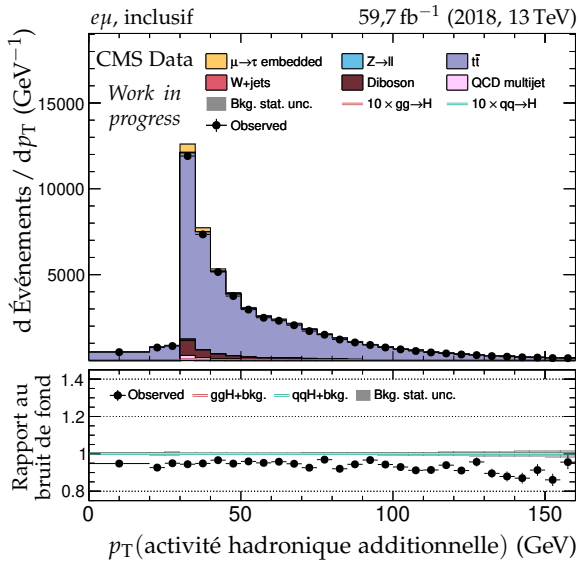 eμ, inclusif 59,7 fb⁻¹ (2018, 13 TeV)
CMS Data
Work in
progress
μ→τ embedded Z→ll tt̄
W+jets Diboson QCD multijet
Bkg. stat. unc. 10 × gg→H 10 × qq→H
Observed
d Événements / dp_T (GeV⁻¹)
15000
10000
5000
Observed ggH+bkg. qqH+bkg. Bkg. stat. unc.
Rapport au
bruit de fond
1.4
1.2
1
0.8
0 50 100 150
p_T(activité hadronique additionnelle) (GeV)